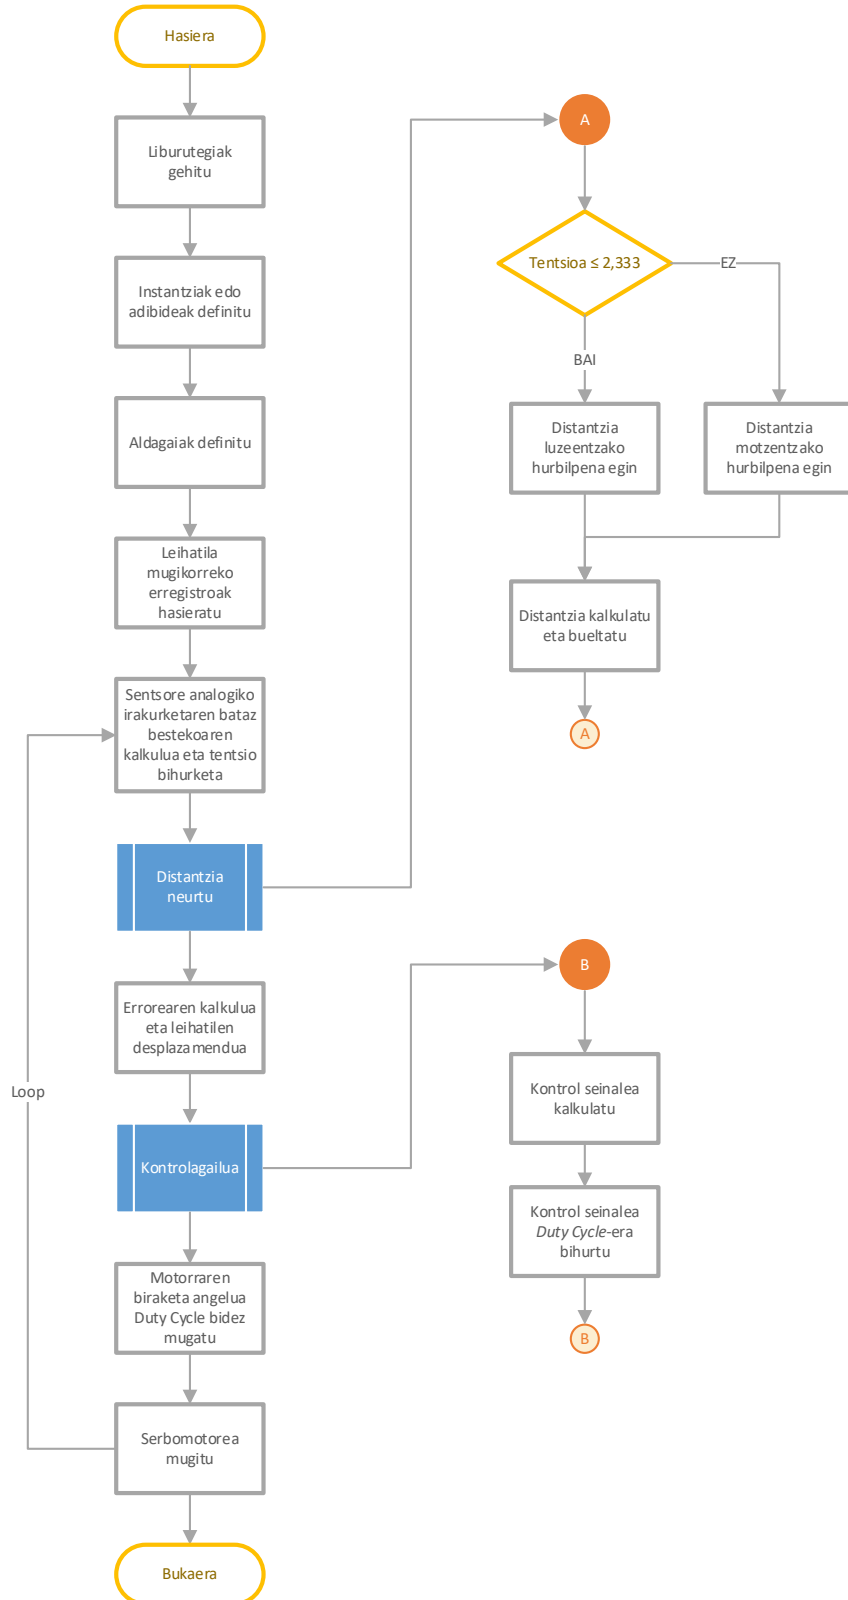 Hasiera
Liburutegiak
gehitu
Instantziak edo
adibideak definitu
Aldagaiak definitu
Leihatila
mugikorreko
erregistroak
hasieratu
Sentsore analogiko
irakurketaren bataz
bestekoaren
kalkulua eta tentsio
bihurketa
Distantzia
neurtu
Errorearen kalkulua
eta leihatilen
desplazamendua
Loop
Kontrolagailua
Motorraren
biraketa angelua
Duty Cycle bidez
mugatu
Serbomotorea
mugitu
Bukaera
A
Tentsioa ≤ 2,333
EZ
BAI
Distantzia
luzeentzako
hurbilpena egin
Distantzia
motzentzako
hurbilpena egin
Distantzia kalkulatu
eta bueltatu
A
B
Kontrol seinalea
kalkulatu
Kontrol seinalea
Duty Cycle-era
bihurtu
B